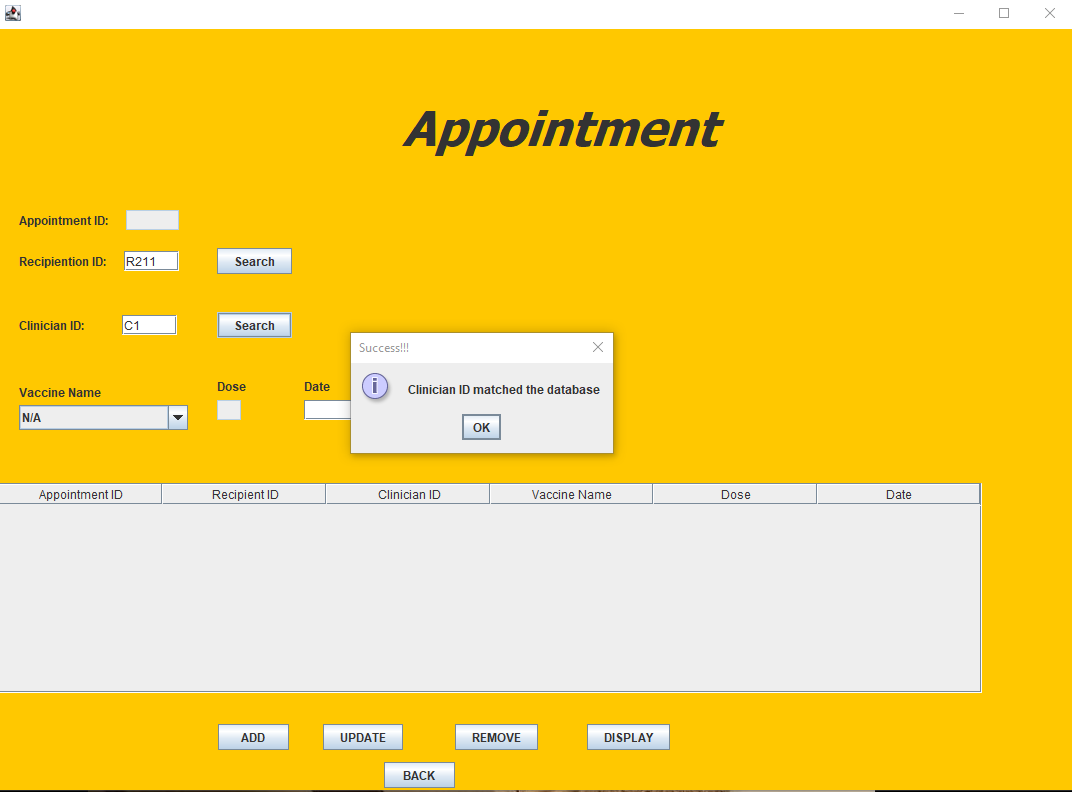 Appointment
Appointment ID:
Recipiention ID: R211 Search
Clinician ID: C1 Search
Success!!!
Clinician ID matched the database
OK
Vaccine Name Dose Date
N/A
Appointment ID Recipient ID Clinician ID Vaccine Name Dose Date
ADD UPDATE REMOVE DISPLAY
BACK